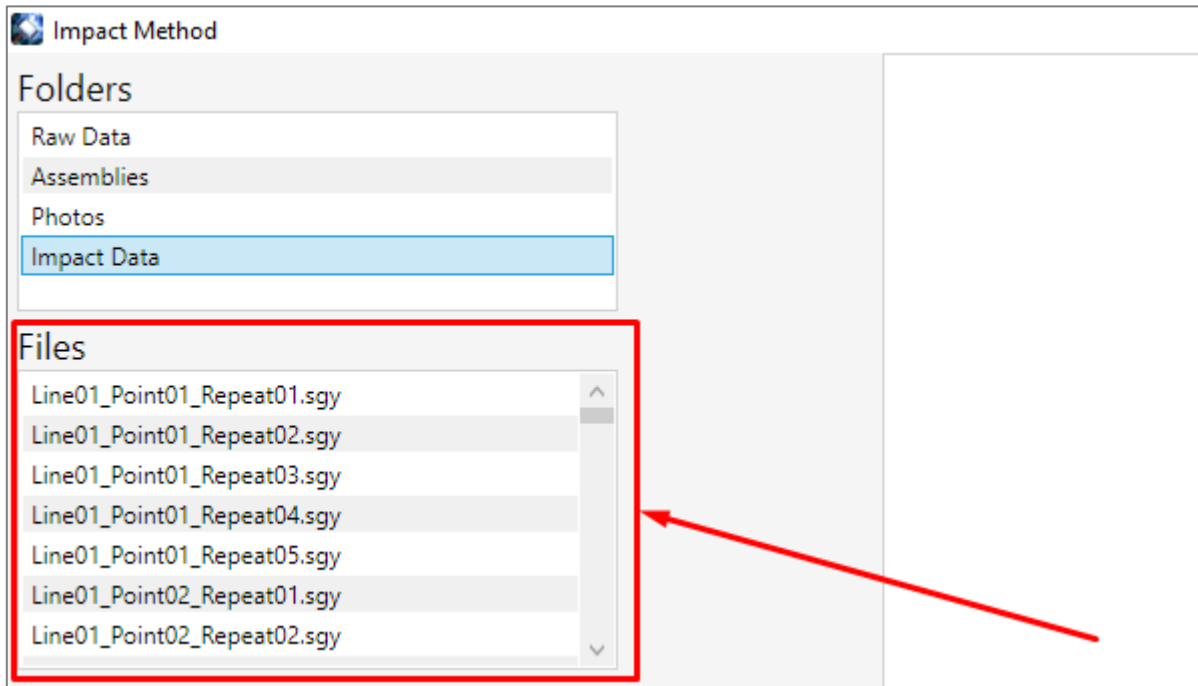 Impact Method
Folders
Raw Data
Assemblies
Photos
Impact Data
Files
Line01_Point01_Repeat01.sgy
Line01_Point01_Repeat02.sgy
Line01_Point01_Repeat03.sgy
Line01_Point01_Repeat04.sgy
Line01_Point01_Repeat05.sgy
Line01_Point02_Repeat01.sgy
Line01_Point02_Repeat02.sgy